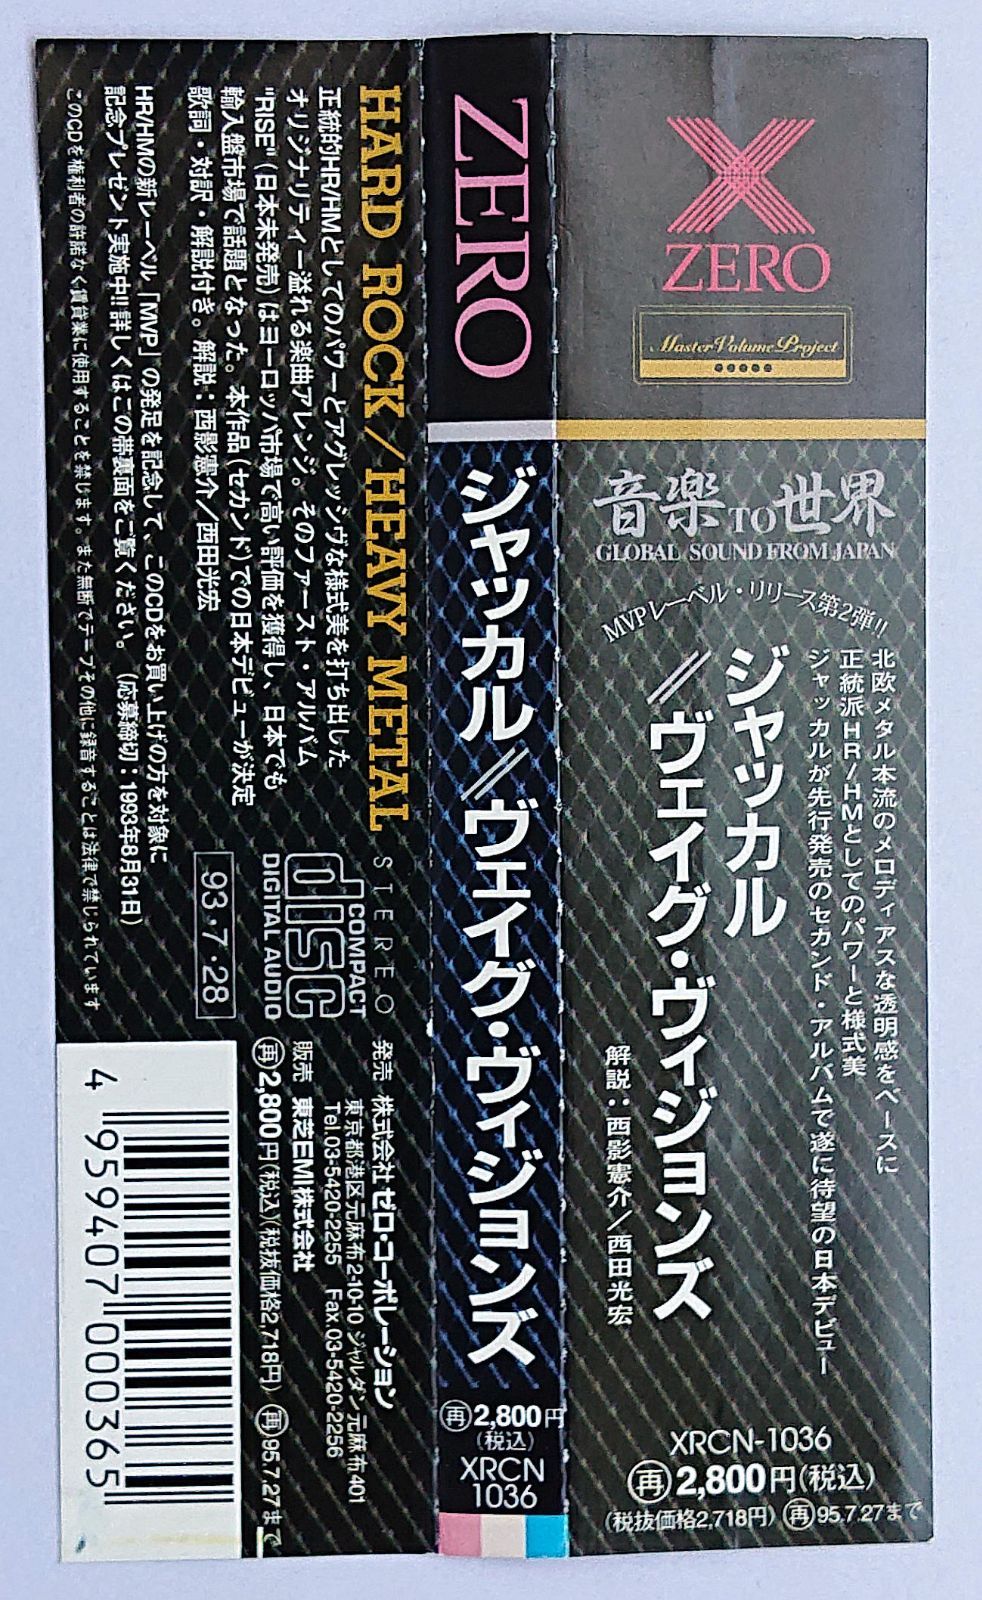 ZERO
Master Volume Project
音楽TO世界
GLOBAL SOUND FROM JAPAN
MVPレーベル・リリース第2弾!!
北欧メタル本流のメロディアスな透明感をベースに
正統派HR/HMとしてのパワーと様式美
ジャッカルが先行発売のセカンド・アルバムで遂に待望の日本デビュー
ジャッカル
//ヴェイグ・ヴィジョンズ
解説：西影憲介／西田光宏
XRCN-1036
再2,800円(税込)
(税抜価格2,718円) 再95.7.27まで
ZERO
ジャッカル//ヴェイグ・ヴィジョンズ
再2,800円
(税込)
XRCN
1036
HARD ROCK/HEAVY METAL
正統的HR/HMとしてのパワーとアグレッシヴな様式美を打ち出した
オリジナリティー溢れる楽曲アレンジ。そのファースト・アルバム
"RISE"(日本未発売)はヨーロッパ市場で高い評価を獲得し、日本でも
輸入盤市場で話題となった。本作品(セカンド)での日本デビューが決定
歌詞・対訳・解説付き。解説：西影憲介／西田光宏
HR/HMの新レーベル「MVP」の発足を記念して、このCDをお買い上げの方を対象に
記念プレゼント実施中!!詳しくはこの帯裏面をご覧ください。(応募締切：1993年8月31日)
このCDを権利者の許諾なく賃貸業に使用することを禁じます。また無断でテープその他に録音することは法律で禁じられています
STEREO
COMPACT
disc
DIGITAL AUDIO
93・7・28
発売 株式会社ゼロ・コーポレーション
東京都港区元麻布2-10-10 ジャルダン元麻布401
Tel.03-5420-2255 Fax.03-5420-2256
販売 東芝EMI株式会社
再2,800円(税込)(税抜価格2,718円) 再95.7.27まで
4 959407 000365